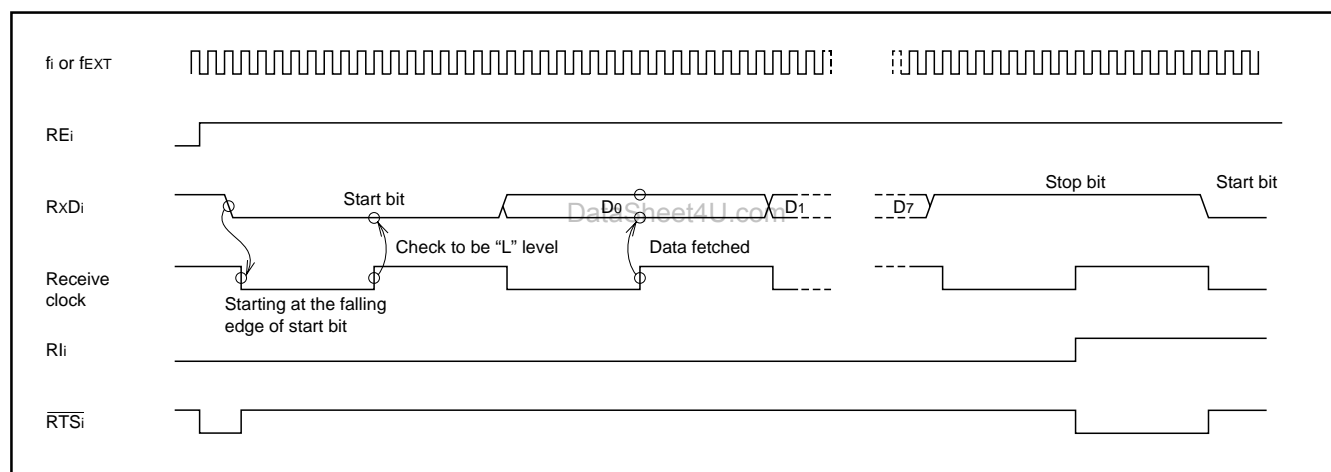 fi or fEXT
REi
RxDi
Start bit
D0
D1
D7
Stop bit
Start bit
DataSheet4U.com
Check to be “L” level
Data fetched
Receive
clock
Starting at the falling
edge of start bit
RIi
RTSi